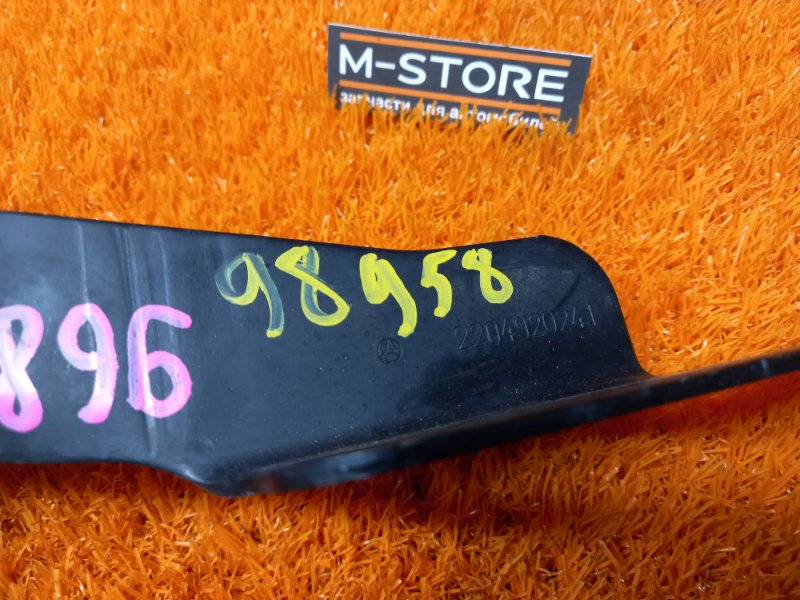 M-STORE
запчасти для автомобилей
98958
896
2204920241